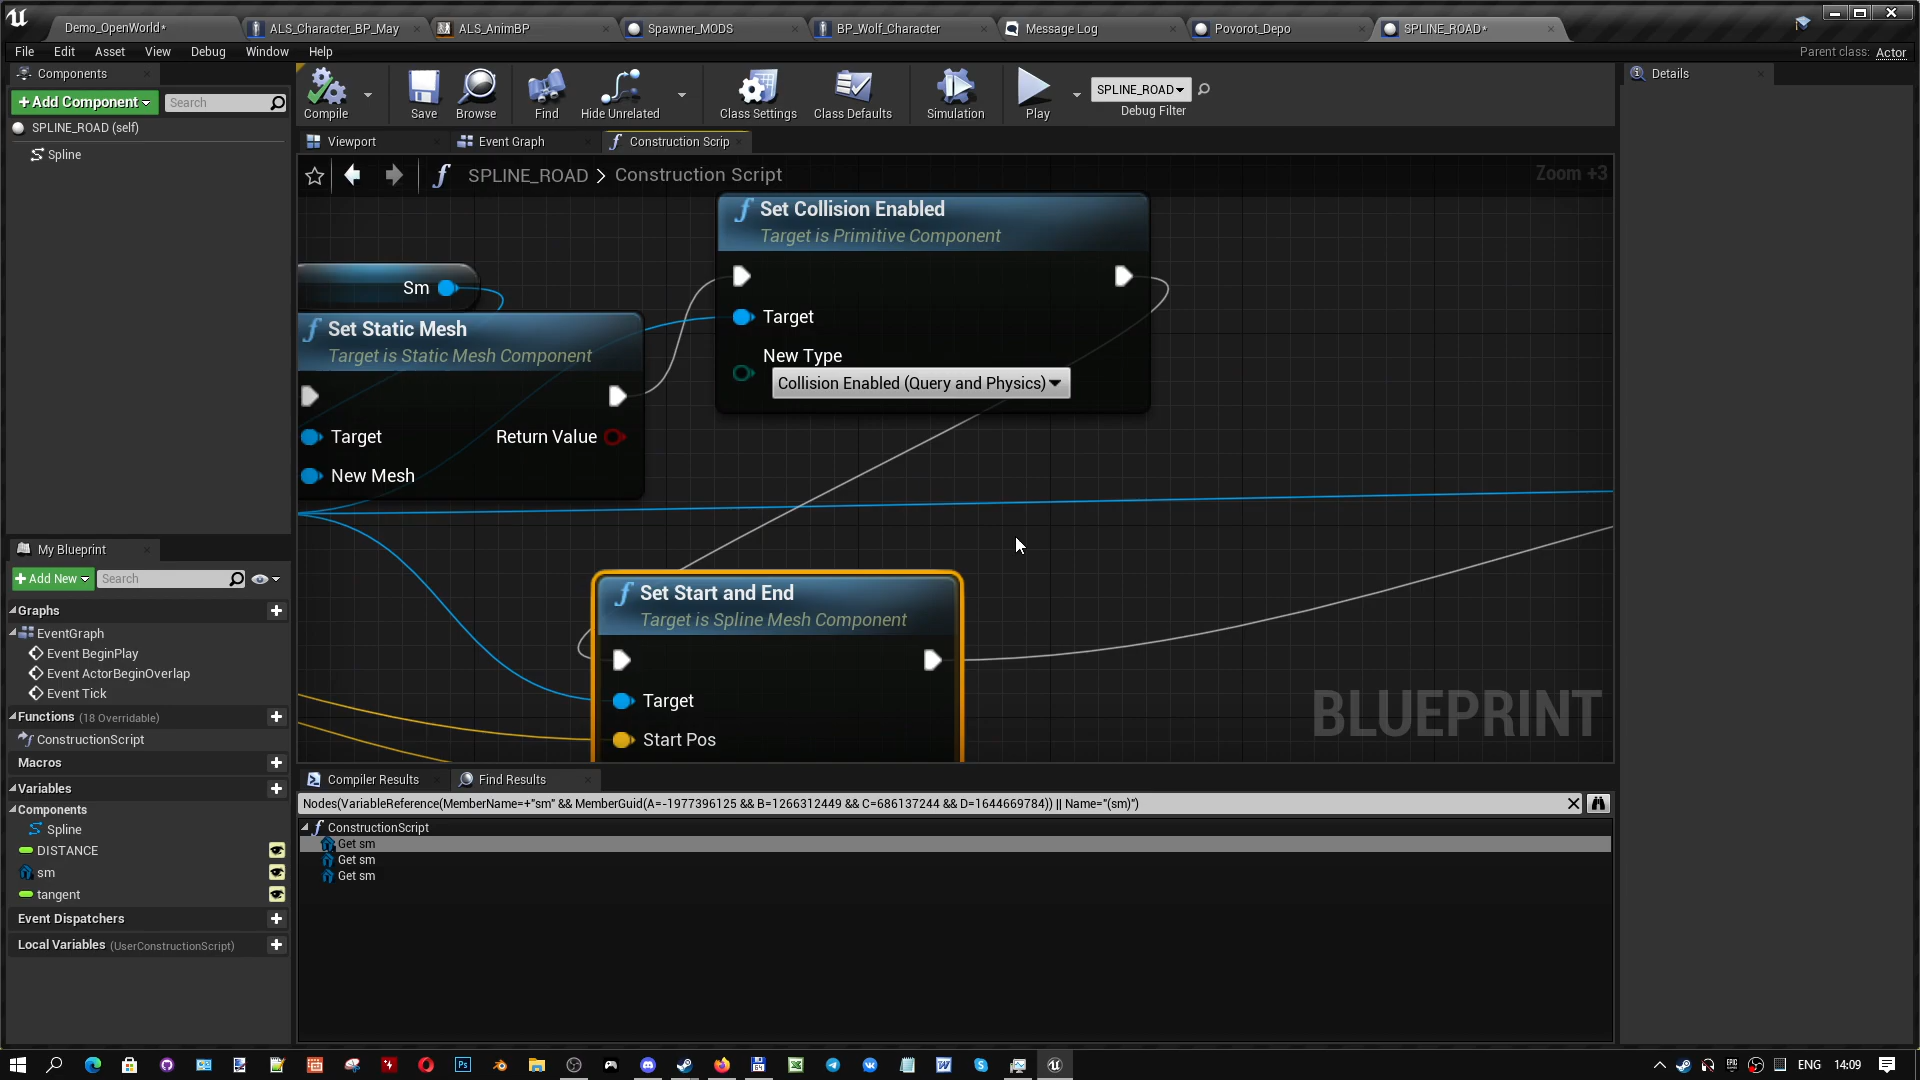 Demo_OpenWorld*
ALS_Character_BP_May
ALS_AnimBP
Spawner_MODS
BP_Wolf_Character
Message Log
Povorot_Depo
SPLINE_ROAD*
File Edit Asset View Debug Window Help
Parent class: Actor
Components
Details
+Add Component
Search
SPLINE_ROAD (self)
Spline
Compile
Save
Browse
Find
Hide Unrelated
Class Settings
Class Defaults
Simulation
Play
SPLINE_ROAD
Debug Filter
Viewport
Event Graph
Construction Scrip
SPLINE_ROAD > Construction Script
Zoom +3
Set Collision Enabled
Target is Primitive Component
Target
New Type
Collision Enabled (Query and Physics)
Sm
Set Static Mesh
Target is Static Mesh Component
Target
Return Value
New Mesh
Set Start and End
Target is Spline Mesh Component
Target
Start Pos
BLUEPRINT
My Blueprint
+Add New
Search
Graphs
EventGraph
Event BeginPlay
Event ActorBeginOverlap
Event Tick
Functions (18 Overridable)
ConstructionScript
Macros
Variables
Components
Spline
DISTANCE
sm
tangent
Event Dispatchers
Local Variables (UserConstructionScript)
Compiler Results
Find Results
Nodes(VariableReference(MemberName=+"sm" && MemberGuid(A=-1977396125 && B=1266312449 && C=686137244 && D=1644669784)) || Name="(sm)")
ConstructionScript
Get sm
Get sm
Get sm
ENG
14:09